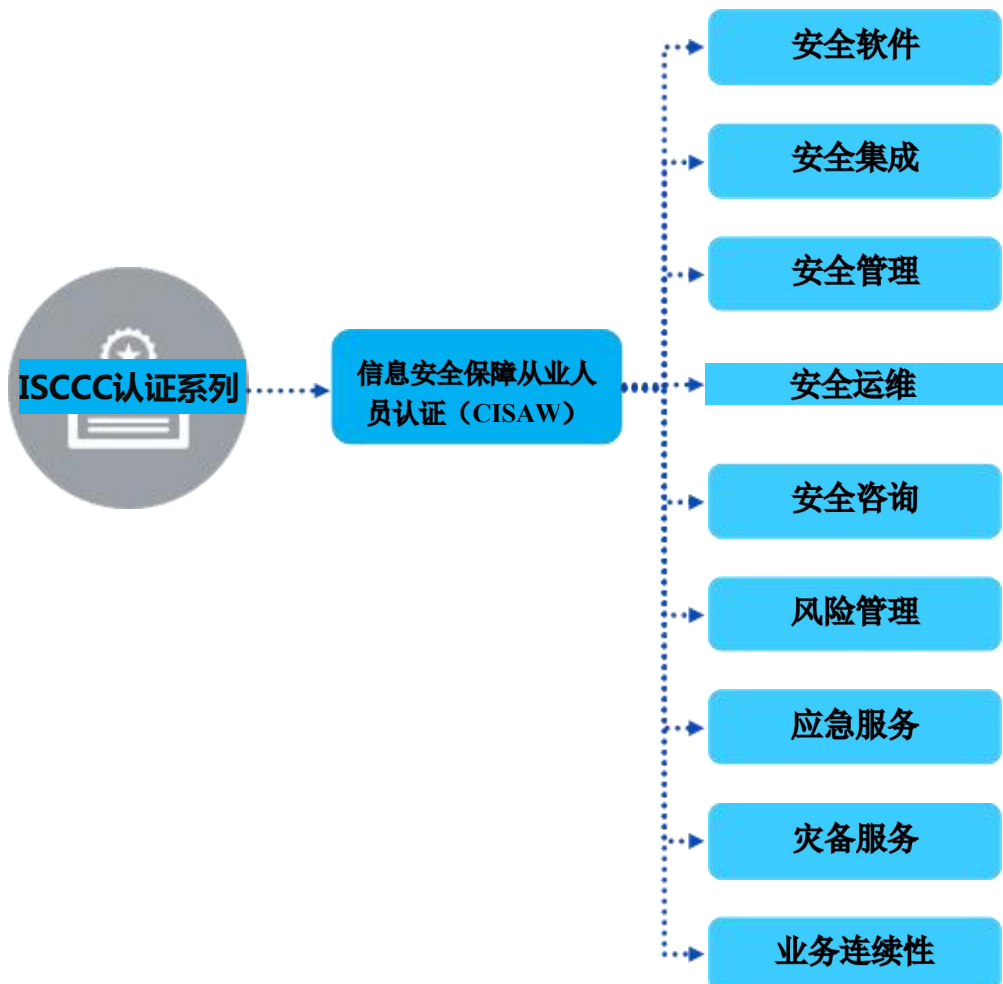 ISCCC认证系列
信息安全保障从业人
员认证（CISAW）
安全软件
安全集成
安全管理
安全运维
安全咨询
风险管理
应急服务
灾备服务
业务连续性